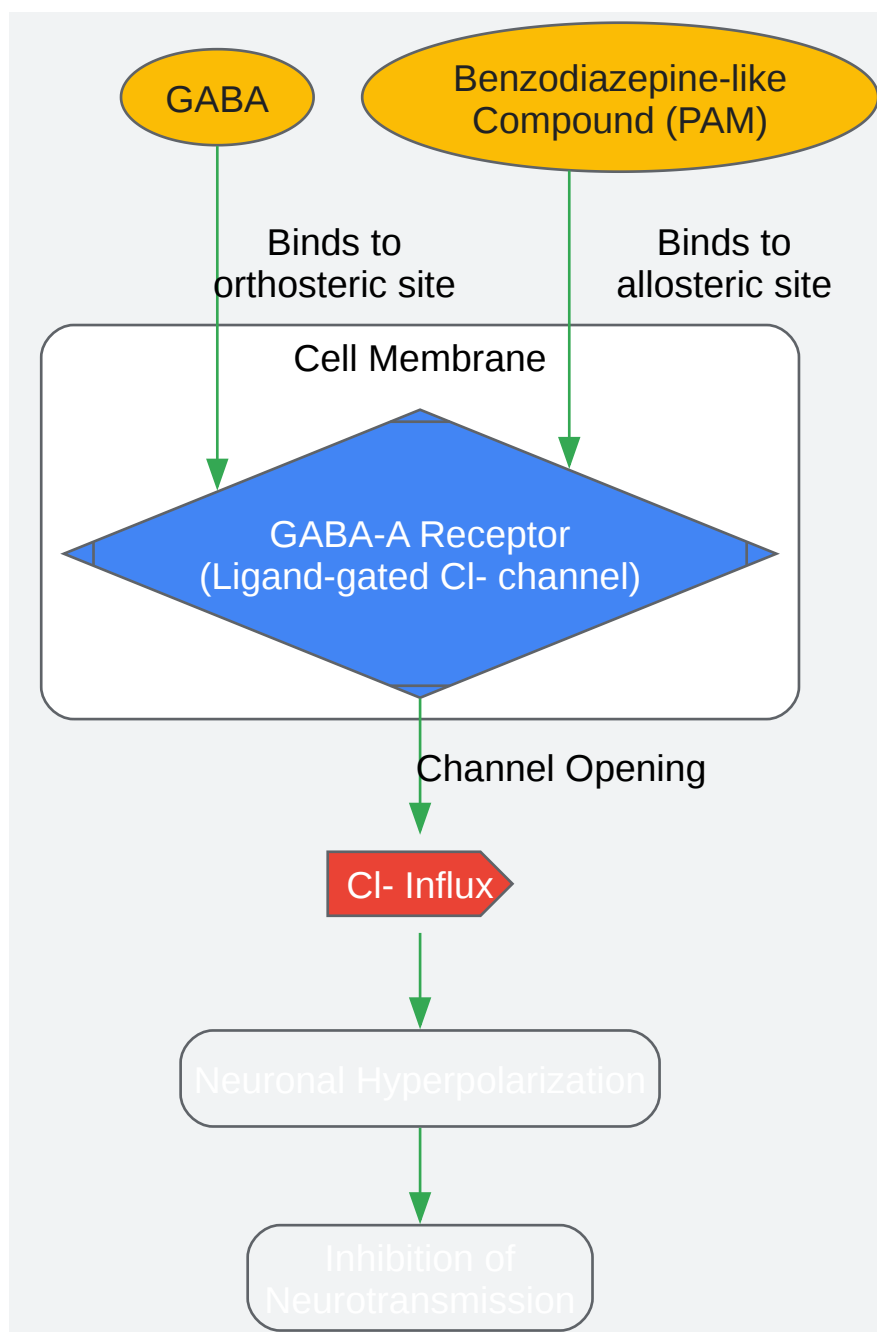 GABA
Benzodiazepine-like
Compound (PAM)
Binds to
orthosteric site
Binds to
allosteric site
Cell Membrane
GABA-A Receptor
(Ligand-gated Cl- channel)
Channel Opening
Cl- Influx
Neuronal Hyperpolarization
Inhibition of
Neurotransmission